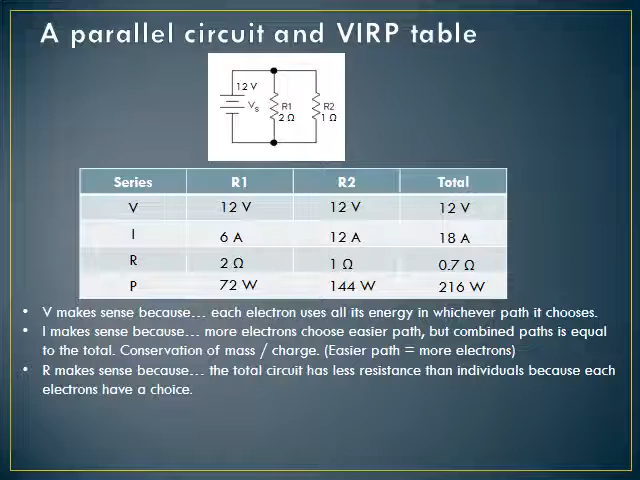 A parallel circuit and VIRP table
12 V
Vs
R1
2 Ω
R2
1 Ω
Series R1 R2 Total
V 12 V 12 V 12 V
I 6 A 12 A 18 A
R 2 Ω 1 Ω 0.7 Ω
P 72 W 144 W 216 W
• V makes sense because… each electron uses all its energy in whichever path it chooses.
• I makes sense because… more electrons choose easier path, but combined paths is equal
to the total. Conservation of mass / charge. (Easier path = more electrons)
• R makes sense because… the total circuit has less resistance than individuals because each
electrons have a choice.